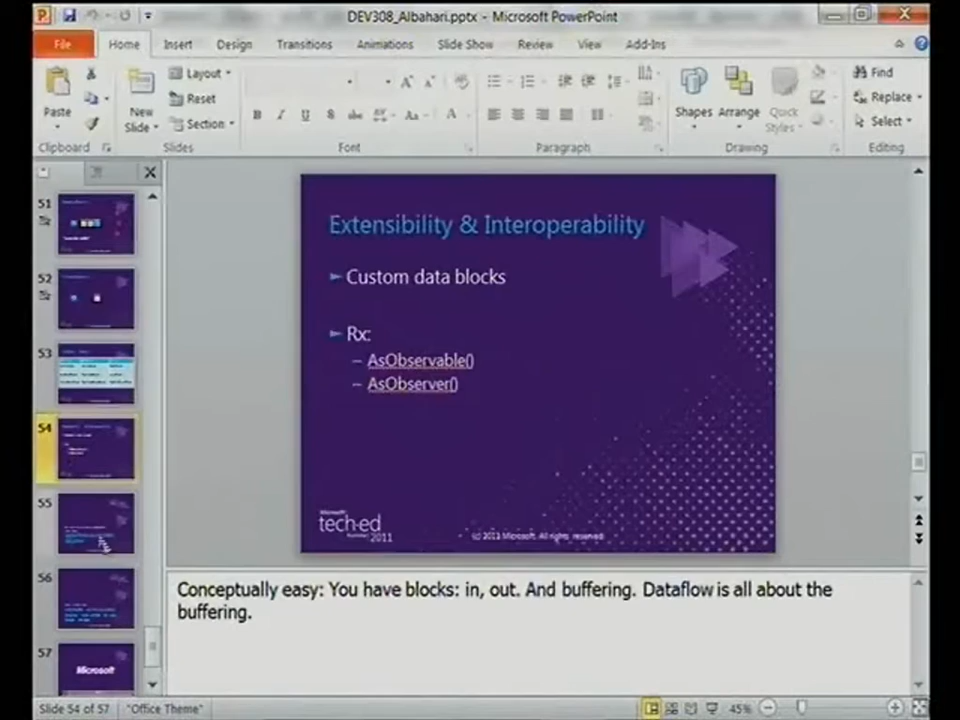 DEV308_Albahari.pptx - Microsoft PowerPoint
File Home Insert Design Transitions Animations Slide Show Review View Add-Ins
Paste
New Slide
Layout
Reset
Section
Shapes Arrange Quick Styles
Find
Replace
Select
Clipboard Slides Font Paragraph Drawing Editing
51
52
53
54
55
56
57
Microsoft
Extensibility & Interoperability
Custom data blocks
Rx:
– AsObservable()
– AsObserver()
Microsoft
tech·ed
2011
(c) 2011 Microsoft. All rights reserved.
Conceptually easy: You have blocks: in, out. And buffering. Dataflow is all about the
buffering.
Slide 54 of 57 "Office Theme" 45%